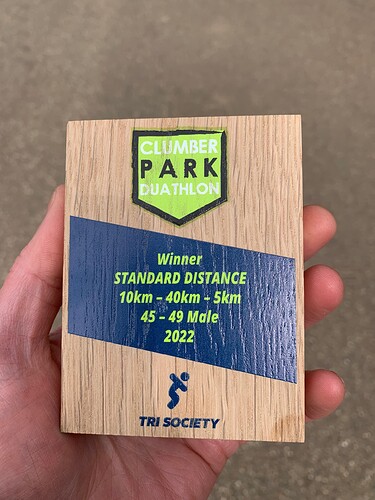 CLUMBER
PARK
DUATHLON
Winner
STANDARD DISTANCE
10km – 40km – 5km
45 – 49 Male
2022
TRI SOCIETY